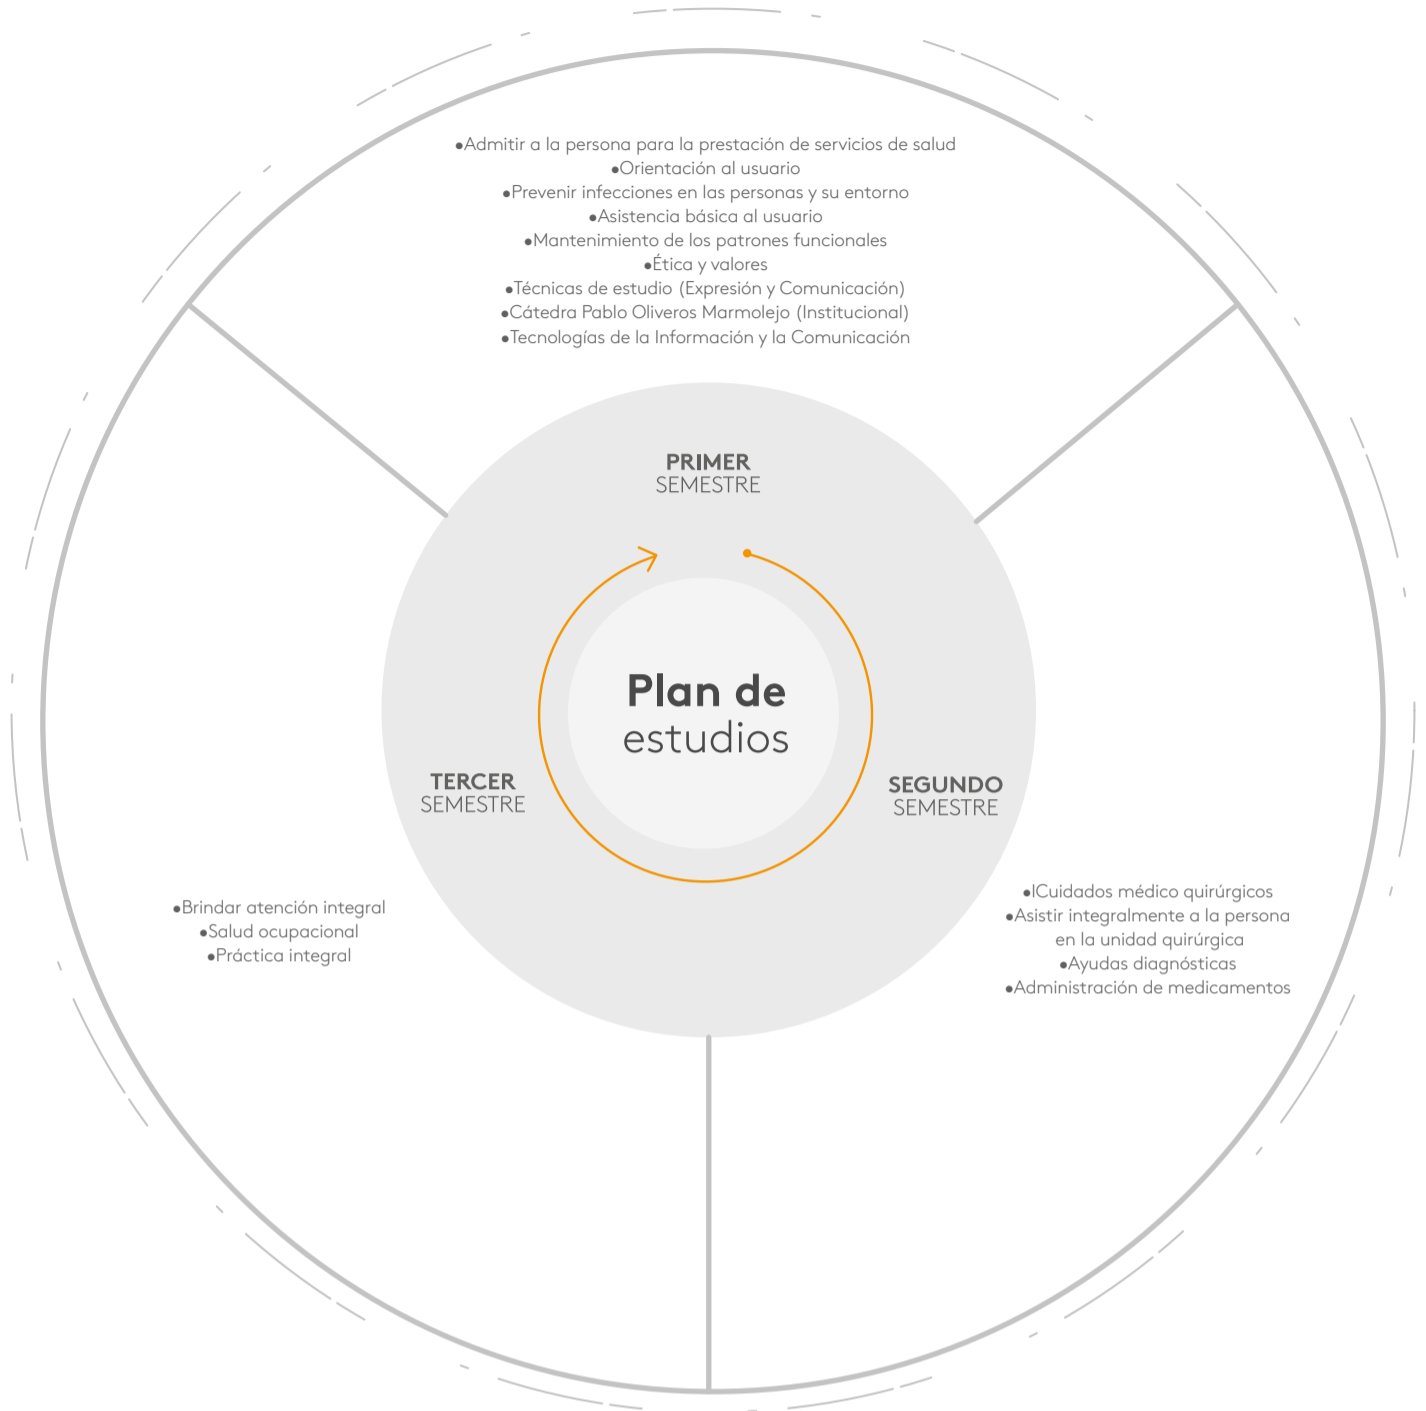 •Admitir a la persona para la prestación de servicios de salud
•Orientación al usuario
•Prevenir infecciones en las personas y su entorno
•Asistencia básica al usuario
•Mantenimiento de los patrones funcionales
•Ética y valores
•Técnicas de estudio (Expresión y Comunicación)
•Cátedra Pablo Oliveros Marmolejo (Institucional)
•Tecnologías de la Información y la Comunicación
PRIMER
SEMESTRE
Plan de
estudios
SEGUNDO
SEMESTRE
•ICuidados médico quirúrgicos
•Asistir integralmente a la persona
en la unidad quirúrgica
•Ayudas diagnósticas
•Administración de medicamentos
TERCER
SEMESTRE
•Brindar atención integral
•Salud ocupacional
•Práctica integral